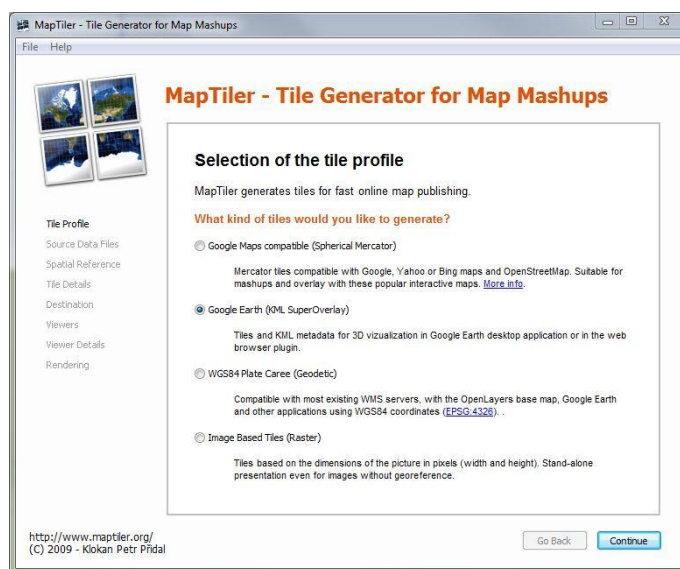 MapTiler - Tile Generator for Map Mashups
File Help
MapTiler - Tile Generator for Map Mashups
Selection of the tile profile
MapTiler generates tiles for fast online map publishing.
What kind of tiles would you like to generate?
Tile Profile
Source Data Files
Spatial Reference
Tile Details
Destination
Viewers
Viewer Details
Rendering
Google Maps compatible (Spherical Mercator)
Mercator tiles compatible with Google, Yahoo or Bing maps and OpenStreetMap. Suitable for
mashups and overlay with these popular interactive maps. More info.
Google Earth (KML SuperOverlay)
Tiles and KML metadata for 3D vizualization in Google Earth desktop application or in the web
browser plugin.
WGS84 Plate Caree (Geodetic)
Compatible with most existing WMS servers, with the OpenLayers base map, Google Earth
and other applications using WGS84 coordinates (EPSG:4326). .
Image Based Tiles (Raster)
Tiles based on the dimensions of the picture in pixels (width and height). Stand-alone
presentation even for images without georeference.
http://www.maptiler.org/
(C) 2009 - Klokan Petr Přidal
Go Back
Continue